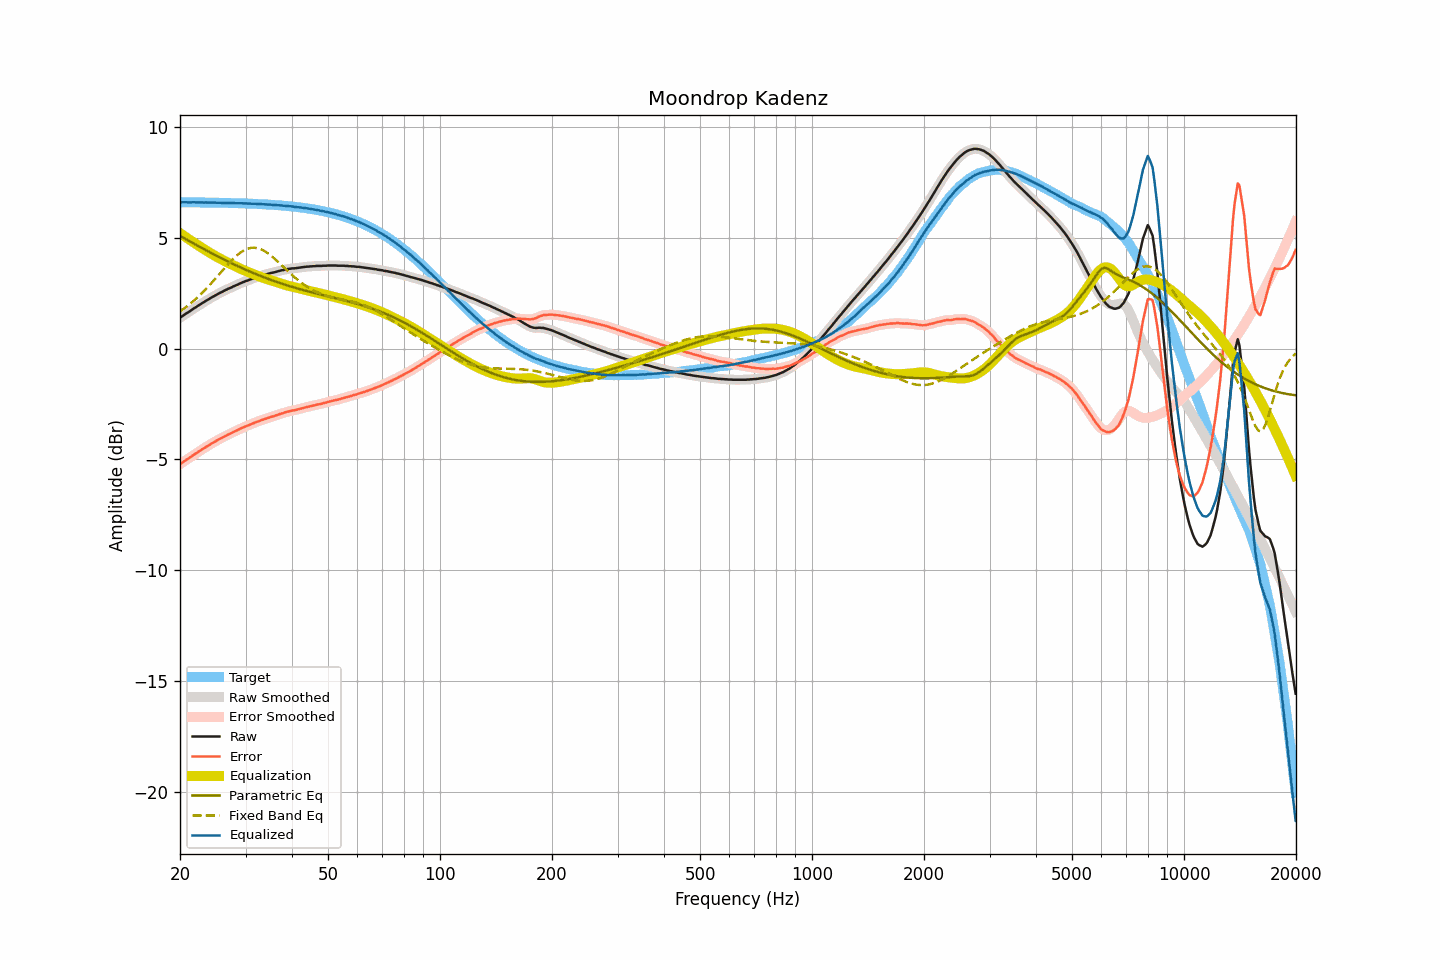 Moondrop Kadenz
10
5
0
−5
−10
−15
−20
Amplitude (dBr)
Target
Raw Smoothed
Error Smoothed
Raw
Error
Equalization
Parametric Eq
Fixed Band Eq
Equalized
20 50 100 200 500 1000 2000 5000 10000 20000
Frequency (Hz)